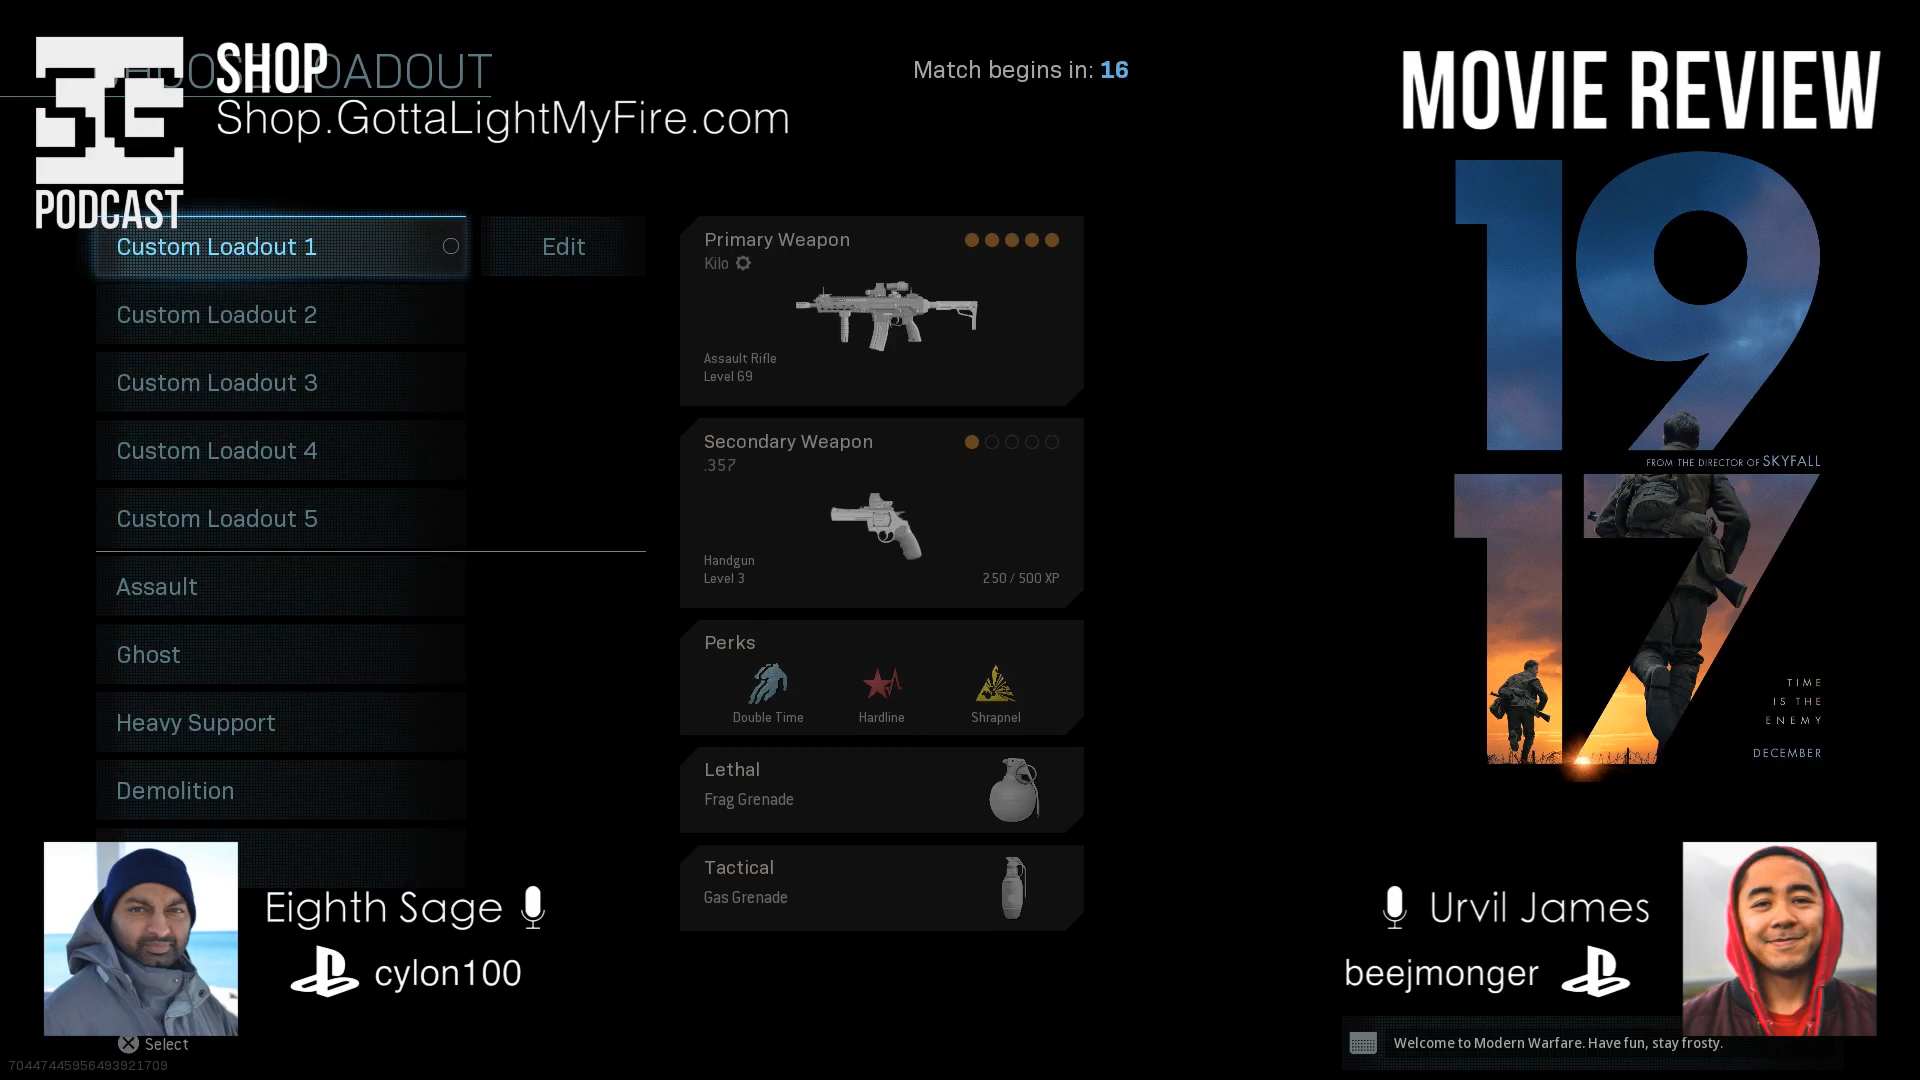 SG
PODCAST
SHOP
Shop.GottaLightMyFire.com
LOADOUT
Match begins in: 16
MOVIE REVIEW
Custom Loadout 1
Edit
Custom Loadout 2
Custom Loadout 3
Custom Loadout 4
Custom Loadout 5
Assault
Ghost
Heavy Support
Demolition
Primary Weapon
Kilo
Assault Rifle
Level 69
Secondary Weapon
.357
Handgun
Level 3
250 / 500 XP
Perks
Double Time
Hardline
Shrapnel
Lethal
Frag Grenade
Tactical
Gas Grenade
19
FROM THE DIRECTOR OF SKYFALL
17
TIME
IS THE
ENEMY
DECEMBER
Eighth Sage
cylon100
Urvil James
beejmonger
Select
70447445956493921709
Welcome to Modern Warfare. Have fun, stay frosty.